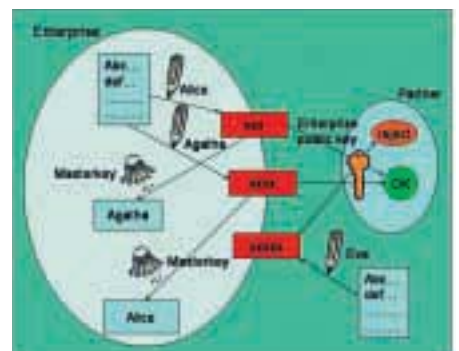 Enterprise
Abc...
def...
Alice
Partner
Agatha
Enterprise
public key
REJECT
Masterkey
OK
Agatha
Masterkey
Eve
Abc...
def...
Alice